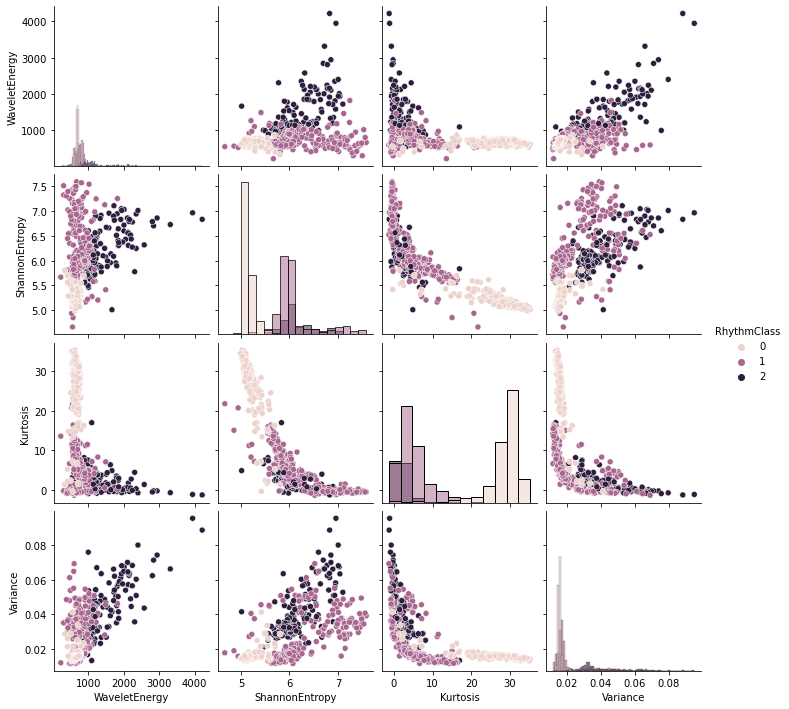 4000
3000
2000
1000
WaveletEnergy
7.5
7.0
6.5
6.0
5.5
5.0
ShannonEntropy
RhythmClass
0
1
2
30
20
10
0
Kurtosis
0.08
0.06
0.04
0.02
Variance
1000 2000 3000 4000
5 6 7
0 10 20 30
0.02 0.04 0.06 0.08
WaveletEnergy ShannonEntropy Kurtosis Variance